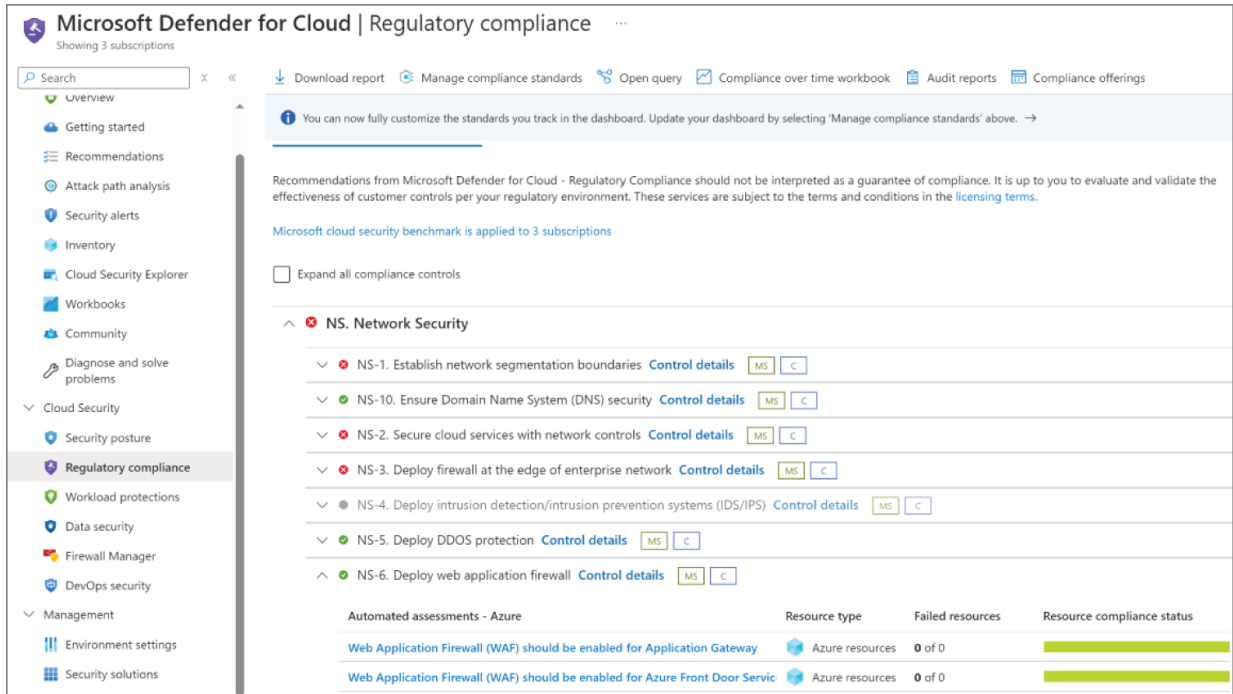 Microsoft Defender for Cloud | Regulatory compliance ...
Showing 3 subscriptions
Search
Overview
Getting started
Recommendations
Attack path analysis
Security alerts
Inventory
Cloud Security Explorer
Workbooks
Community
Diagnose and solve
problems
Cloud Security
Security posture
Regulatory compliance
Workload protections
Data security
Firewall Manager
DevOps security
Management
Environment settings
Security solutions
Download report Manage compliance standards Open query Compliance over time workbook Audit reports Compliance offerings
You can now fully customize the standards you track in the dashboard. Update your dashboard by selecting 'Manage compliance standards' above. →
Recommendations from Microsoft Defender for Cloud - Regulatory Compliance should not be interpreted as a guarantee of compliance. It is up to you to evaluate and validate the
effectiveness of customer controls per your regulatory environment. These services are subject to the terms and conditions in the licensing terms.
Microsoft cloud security benchmark is applied to 3 subscriptions
Expand all compliance controls
NS. Network Security
NS-1. Establish network segmentation boundaries Control details MS C
NS-10. Ensure Domain Name System (DNS) security Control details MS C
NS-2. Secure cloud services with network controls Control details MS C
NS-3. Deploy firewall at the edge of enterprise network Control details MS C
NS-4. Deploy intrusion detection/intrusion prevention systems (IDS/IPS) Control details MS C
NS-5. Deploy DDOS protection Control details MS C
NS-6. Deploy web application firewall Control details MS C
Automated assessments - Azure Resource type Failed resources Resource compliance status
Web Application Firewall (WAF) should be enabled for Application Gateway Azure resources 0 of 0
Web Application Firewall (WAF) should be enabled for Azure Front Door Servic Azure resources 0 of 0